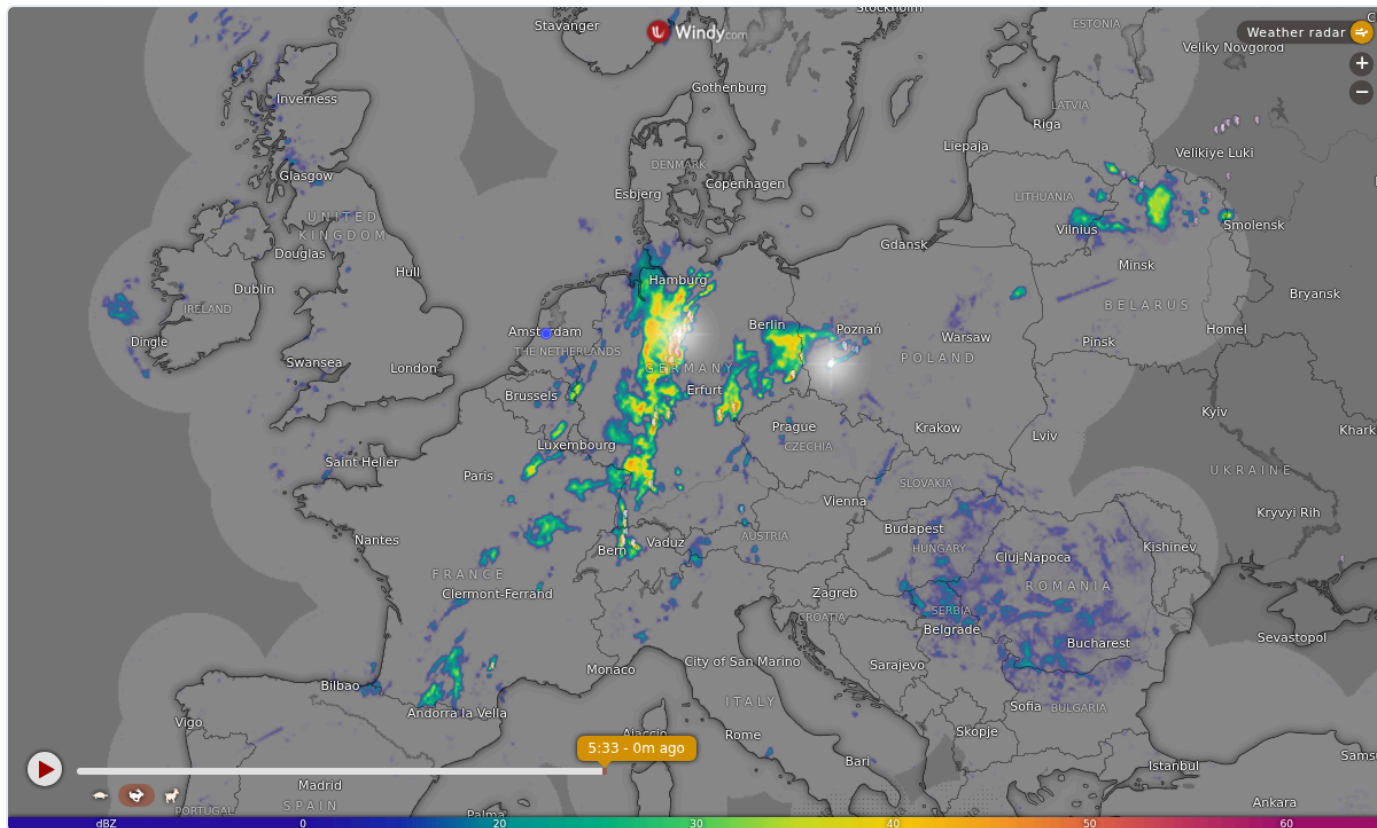 Stavanger
Windy.com
ESTONIA
Weather radar
Veliky Novgorod
+
−
Inverness
Gothenburg
LATVIA
Riga
Liepaja
Velikiye Luki
Glasgow
DENMARK
Copenhagen
Esbjerg
LITHUANIA
UNITED
KINGDOM
Vilnius
Smolensk
Gdansk
Douglas
Hull
Minsk
Hamburg
Dublin
Bryansk
IRELAND
BELARUS
Amsterdam
Berlin
Poznań
Homel
Dingle
Warsaw
Pinsk
THE NETHERLANDS
POLAND
Swansea
London
GERMANY
Erfurt
Brussels
Kyiv
Prague
Krakow
Khark
Lviv
Luxembourg
CZECHIA
Saint Helier
UKRAINE
Paris
SLOVAKIA
Vienna
Kryvyi Rih
Budapest
Nantes
AUSTRIA
Vaduz
Bern
HUNGARY
Kishinev
Cluj-Napoca
FRANCE
ROMANIA
Clermont-Ferrand
Zagreb
SERBIA
CROATIA
Belgrade
Sevastopol
Bucharest
City of San Marino
Sarajevo
Monaco
Bilbao
ITALY
Sofia
BULGARIA
Andorra la Vella
Vigo
Skopje
Ajaccio
Rome
5:33 - 0m ago
Bari
Istanbul
Sams
Madrid
SPAIN
Ankara
PORTUGAL
Palma
dBZ 0 20 30 40 50 60